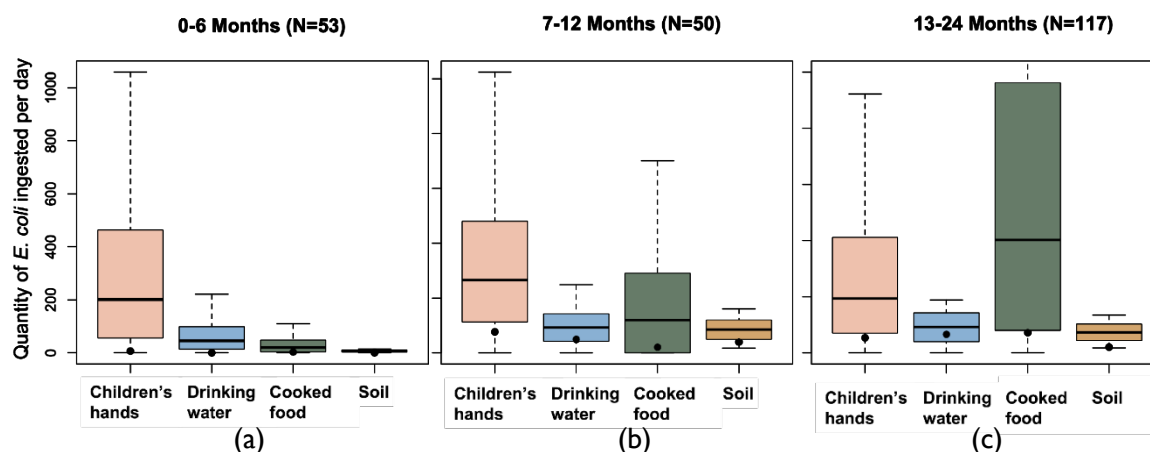 0-6 Months (N=53)
7-12 Months (N=50)
13-24 Months (N=117)
Quantity of E. coli ingested per day
1000
800
600
400
200
0
Children's hands
Drinking water
Cooked food
Soil
Children's hands
Drinking water
Cooked food
Soil
Children's hands
Drinking water
Cooked food
Soil
(a)
(b)
(c)